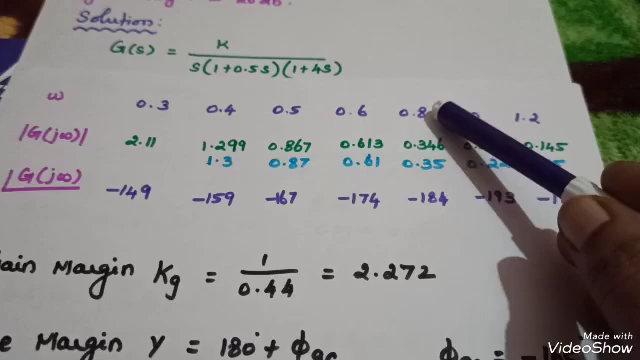 Solution:
G(s) = K
s(1+0.5s)(1+4s)
ω 0.3 0.4 0.5 0.6 0.8 1.2
|G(jω)| 2.11 1.299 0.867 0.613 0.346 0.145
1.3 0.87 0.61 0.35
∠G(jω) -149 -159 -167 -174 -184 -193
Margin Kg = 1 = 2.272
0.44
Margin γ = 180° +
Made with
VideoShow